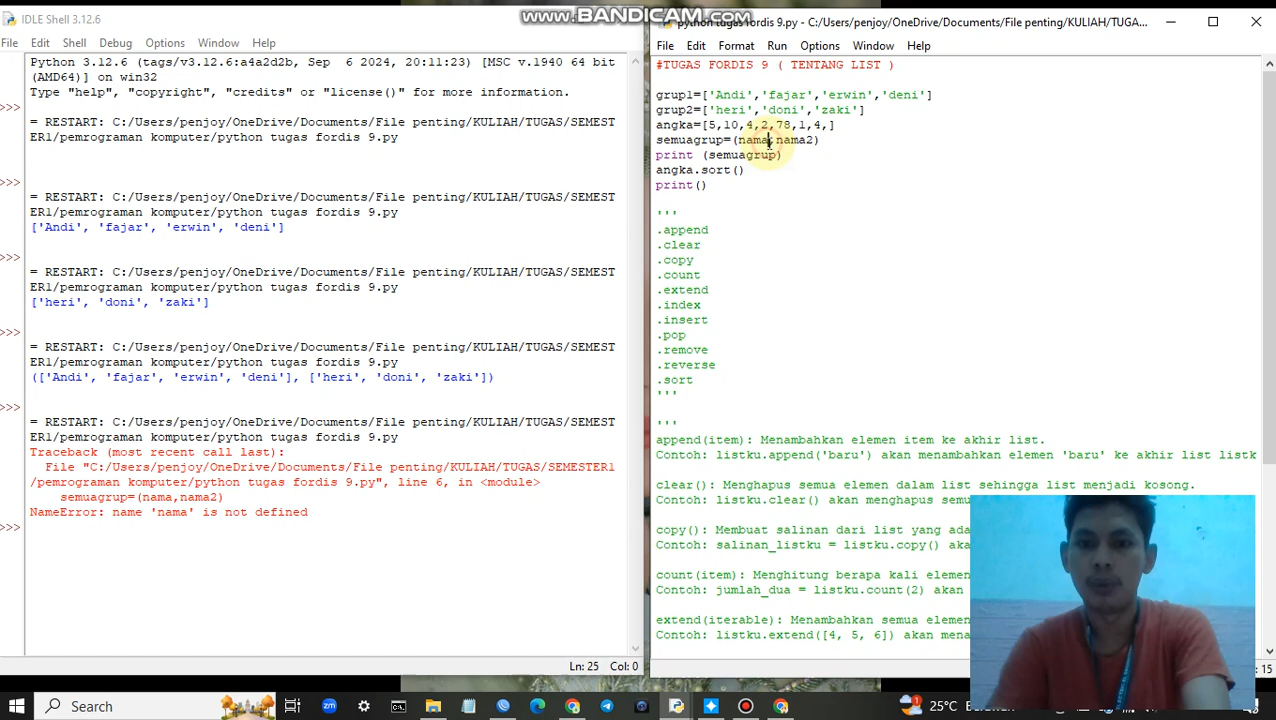 IDLE Shell 3.12.6
www.BANDICAM.com
File Edit Shell Debug Options Window Help
Python 3.12.6 (tags/v3.12.6:a4a2d2b, Sep 6 2024, 20:11:23) [MSC v.1940 64 bit
(AMD64)] on win32
Type "help", "copyright", "credits" or "license()" for more information.
>>>
= RESTART: C:/Users/penjoy/OneDrive/Documents/File penting/KULIAH/TUGAS/SEMEST
ER1/pemrograman komputer/python tugas fordis 9.py
>>>
= RESTART: C:/Users/penjoy/OneDrive/Documents/File penting/KULIAH/TUGAS/SEMEST
ER1/pemrograman komputer/python tugas fordis 9.py
['Andi', 'fajar', 'erwin', 'deni']
>>>
= RESTART: C:/Users/penjoy/OneDrive/Documents/File penting/KULIAH/TUGAS/SEMEST
ER1/pemrograman komputer/python tugas fordis 9.py
['heri', 'doni', 'zaki']
>>>
= RESTART: C:/Users/penjoy/OneDrive/Documents/File penting/KULIAH/TUGAS/SEMEST
ER1/pemrograman komputer/python tugas fordis 9.py
(['Andi', 'fajar', 'erwin', 'deni'], ['heri', 'doni', 'zaki'])
>>>
= RESTART: C:/Users/penjoy/OneDrive/Documents/File penting/KULIAH/TUGAS/SEMEST
ER1/pemrograman komputer/python tugas fordis 9.py
Traceback (most recent call last):
File "C:/Users/penjoy/OneDrive/Documents/File penting/KULIAH/TUGAS/SEMESTER1
/pemrograman komputer/python tugas fordis 9.py", line 6, in <module>
semuagrup=(nama,nama2)
NameError: name 'nama' is not defined
>>>
Ln: 25 Col: 0
python tugas fordis 9.py - C:/Users/penjoy/OneDrive/Documents/File penting/KULIAH/TUGA...
File Edit Format Run Options Window Help
#TUGAS FORDIS 9 ( TENTANG LIST )
grup1=['Andi','fajar','erwin','deni']
grup2=['heri','doni','zaki']
angka=[5,10,4,2,78,1,4,]
semuagrup=(nama,nama2)
print (semuagrup)
angka.sort()
print()
'''
.append
.clear
.copy
.count
.extend
.index
.insert
.pop
.remove
.reverse
.sort
'''
'''
append(item): Menambahkan elemen item ke akhir list.
Contoh: listku.append('baru') akan menambahkan elemen 'baru' ke akhir list listk
clear(): Menghapus semua elemen dalam list sehingga list menjadi kosong.
Contoh: listku.clear() akan menghapus semu
copy(): Membuat salinan dari list yang ada
Contoh: salinan_listku = listku.copy() aka
count(item): Menghitung berapa kali elemen
Contoh: jumlah_dua = listku.count(2) akan
extend(iterable): Menambahkan semua elemen
Contoh: listku.extend([4, 5, 6]) akan mena
15
Search
25°C